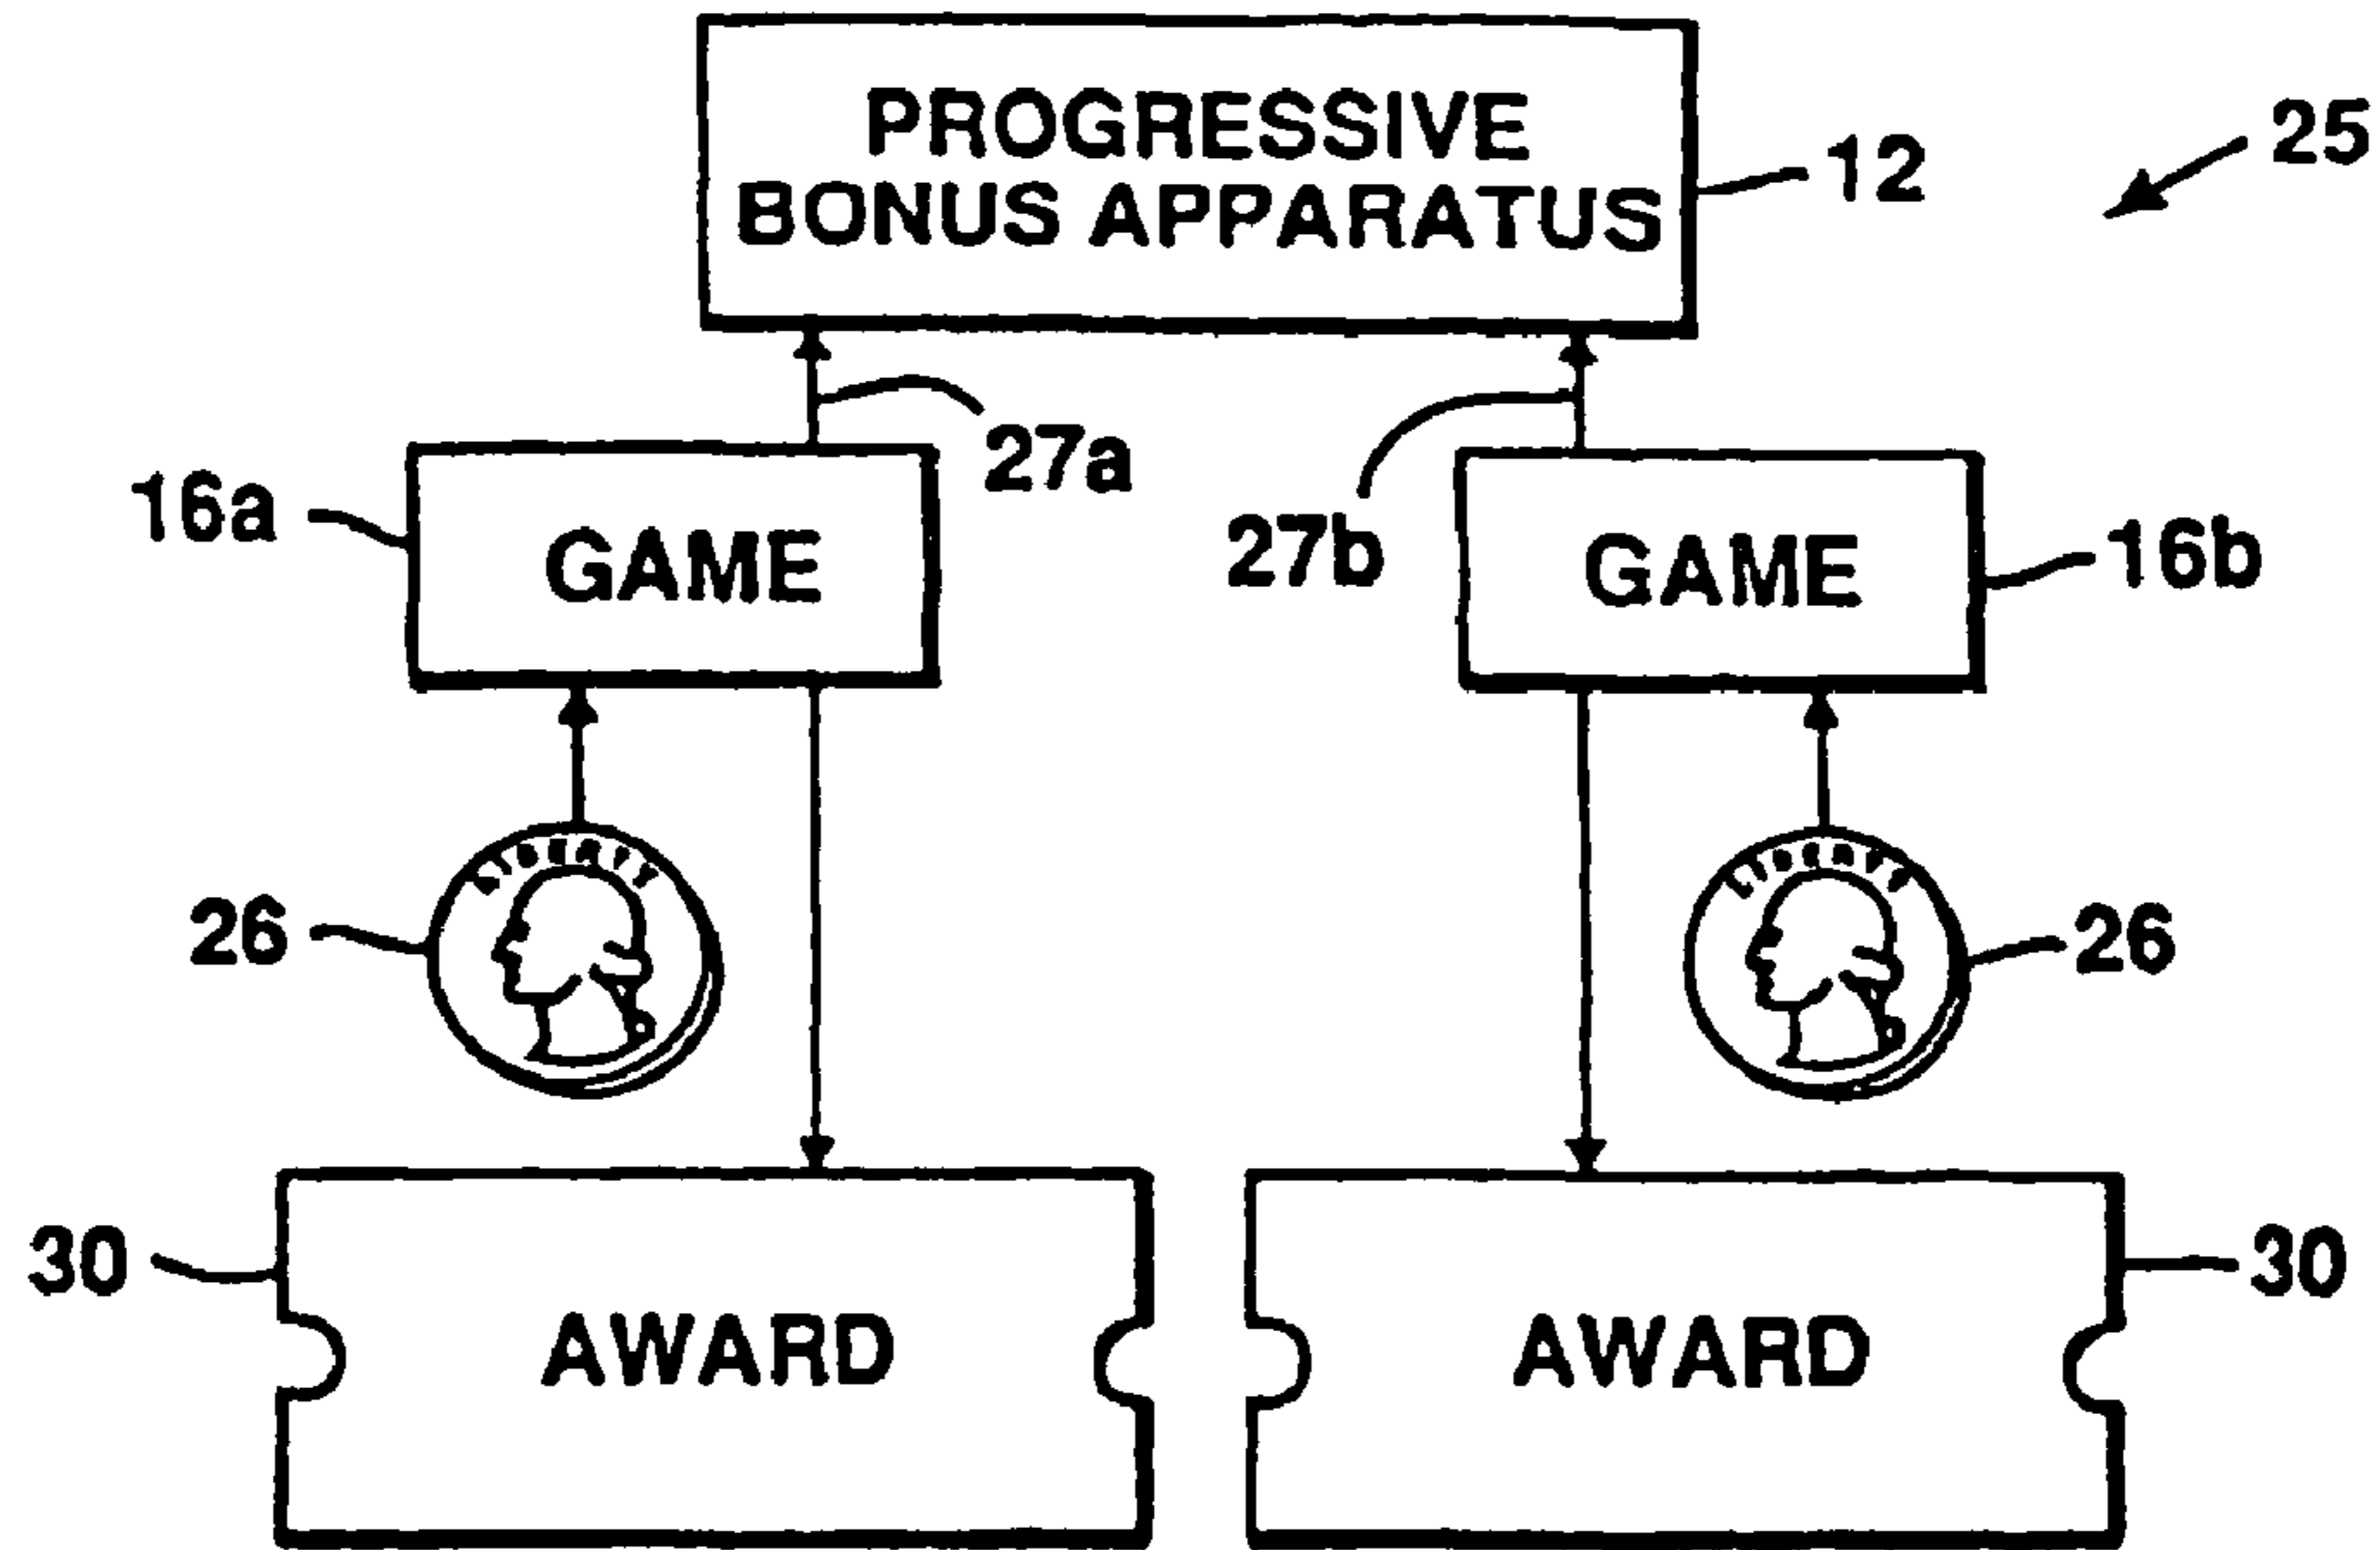 PROGRESSIVE
BONUS APPARATUS
12
25
27a
16a
GAME
27b
GAME
16b
26
26
30
AWARD
AWARD
30